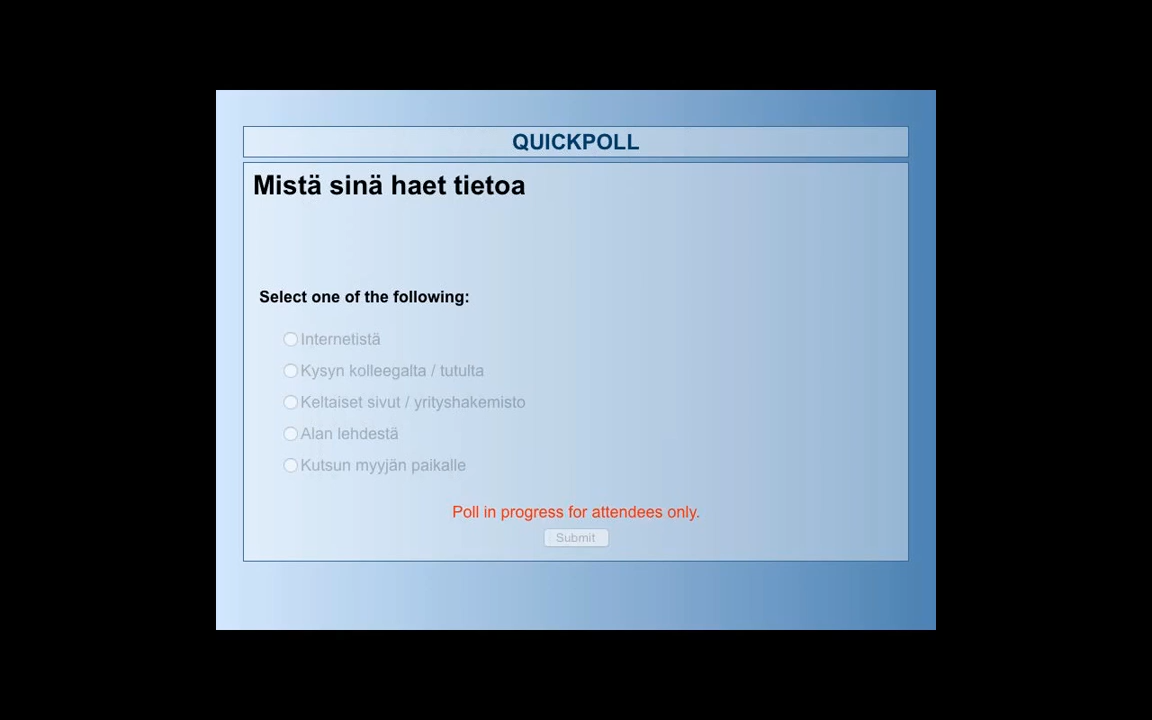 QUICKPOLL
Mistä sinä haet tietoa
Select one of the following:
Internetistä
Kysyn kolleegalta / tutulta
Keltaiset sivut / yrityshakemisto
Alan lehdestä
Kutsun myyjän paikalle
Poll in progress for attendees only.
Submit